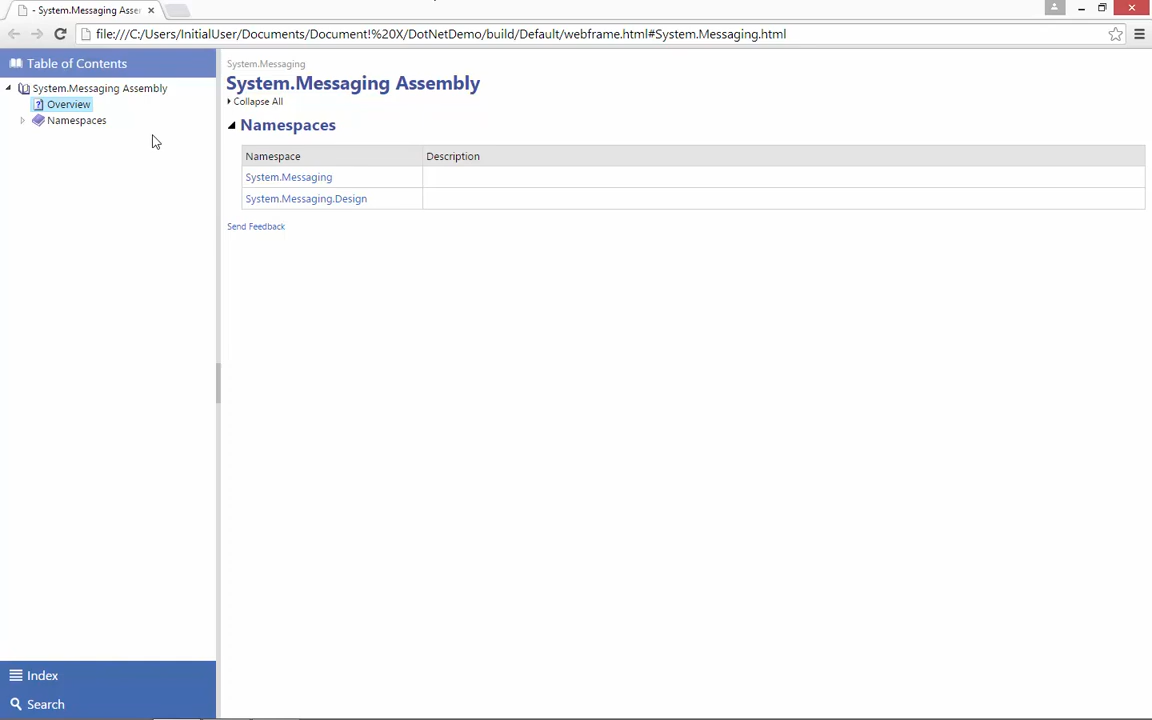 - System.Messaging Asser
file:///C:/Users/InitialUser/Documents/Document!%20X/DotNetDemo/build/Default/webframe.html#System.Messaging.html
Table of Contents
System.Messaging Assembly
Overview
Namespaces
Index
Search
System.Messaging
System.Messaging Assembly
Collapse All
Namespaces
Namespace Description
System.Messaging
System.Messaging.Design
Send Feedback